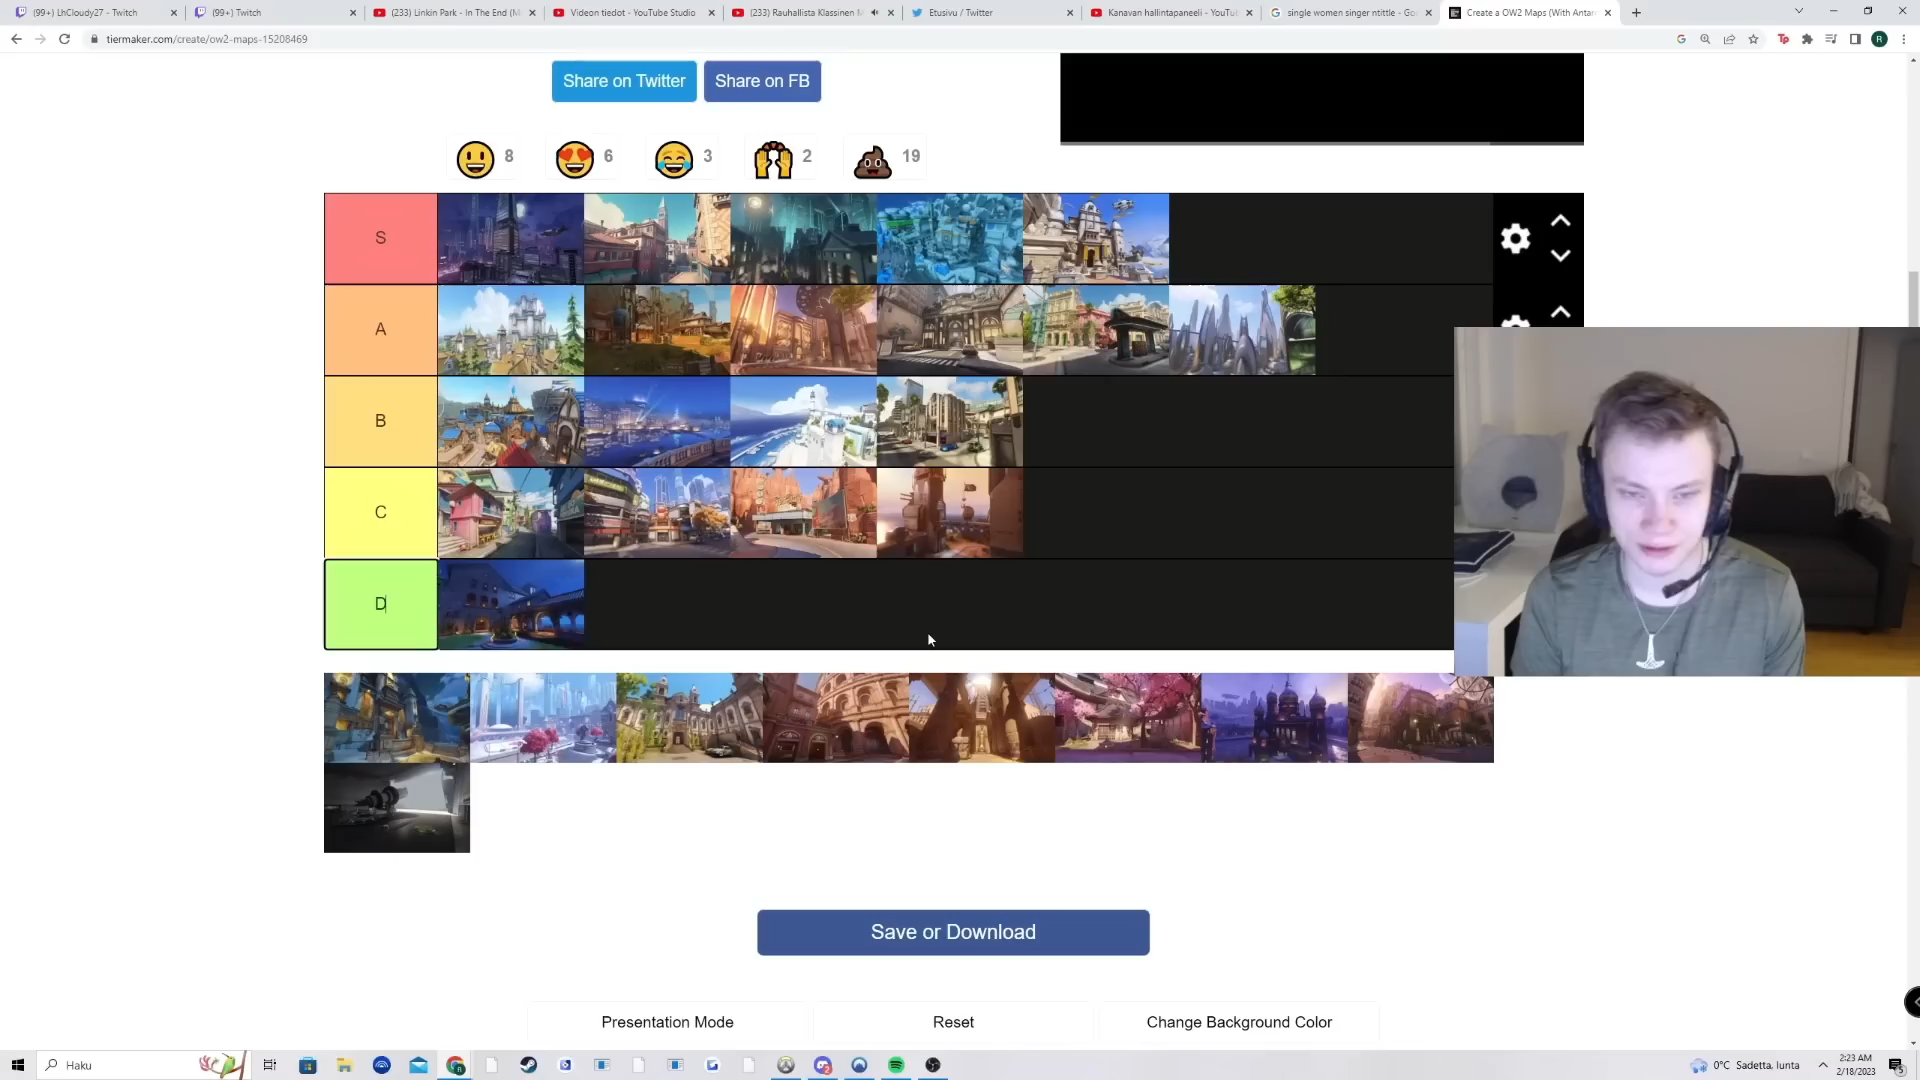 (99+) LhCloudy27 - Twitch
(99+) Twitch
(233) Linkin Park - In The End (M
Videon tiedot - YouTube Studio
(233) Rauhallista Klassinen M
Etusivu / Twitter
Kanavan hallintapaneeli - YouTu
single women singer ntittle - Go
Create a OW2 Maps (With Antar
tiermaker.com/create/ow2-maps-15208469
Share on Twitter
Share on FB
8
6
3
2
19
S
A
B
C
D
Save or Download
Presentation Mode
Reset
Change Background Color
Haku
0°C Sadetta, lunta
2:23 AM
2/18/2023